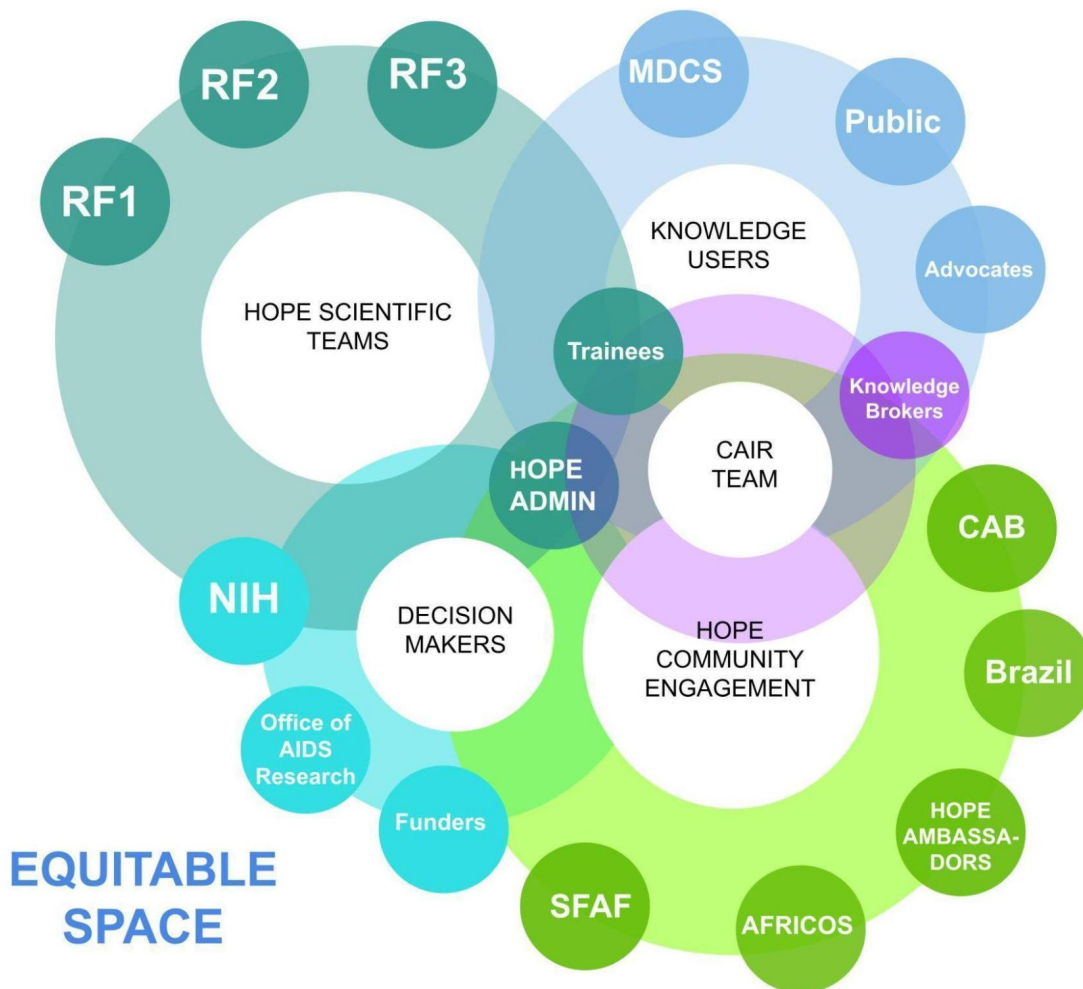 RF1
RF2
RF3
MDCS
Public
Advocates
KNOWLEDGE
USERS
HOPE SCIENTIFIC
TEAMS
Trainees
Knowledge
Brokers
HOPE
ADMIN
CAIR
TEAM
CAB
NIH
DECISION
MAKERS
HOPE
COMMUNITY
ENGAGEMENT
Brazil
Office of
AIDS
Research
Funders
HOPE
AMBASSA-
DORS
SFAF
AFRICOS
EQUITABLE
SPACE